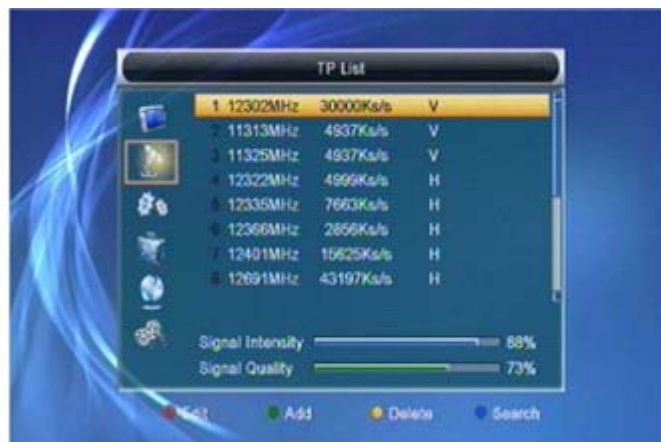 TP List
1 12302MHz 30000Ks/s V
2 11313MHz 4937Ks/s V
3 11325MHz 4937Ks/s V
4 12322MHz 4999Ks/s H
5 12335MHz 7663Ks/s H
6 12366MHz 2856Ks/s H
7 12401MHz 15625Ks/s H
8 12691MHz 43197Ks/s H
Signal Intensity 88%
Signal Quality 73%
Edit Add Delete Search